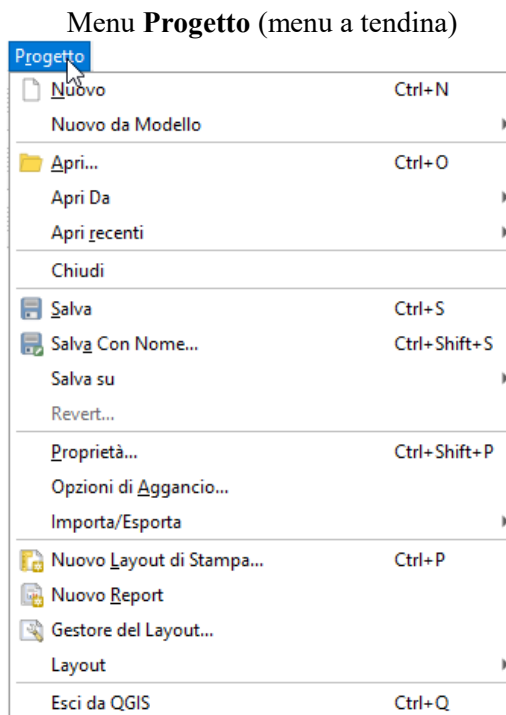 Menu Progetto (menu a tendina)
Progetto
Nuovo Ctrl+N
Nuovo da Modello
Apri... Ctrl+O
Apri Da
Apri recenti
Chiudi
Salva Ctrl+S
Salva Con Nome... Ctrl+Shift+S
Salva su
Revert...
Proprietà... Ctrl+Shift+P
Opzioni di Aggancio...
Importa/Esporta
Nuovo Layout di Stampa... Ctrl+P
Nuovo Report
Gestore del Layout...
Layout
Esci da QGIS Ctrl+Q